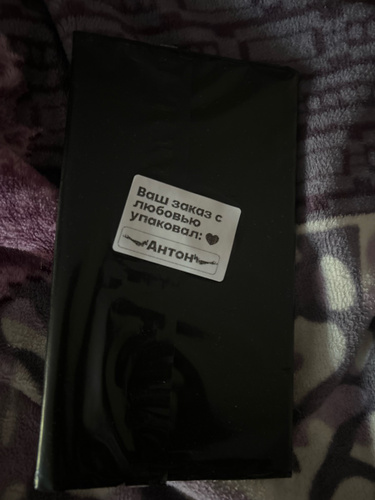 Ваш заказ с
любовью
упаковал: 🖤
Антон